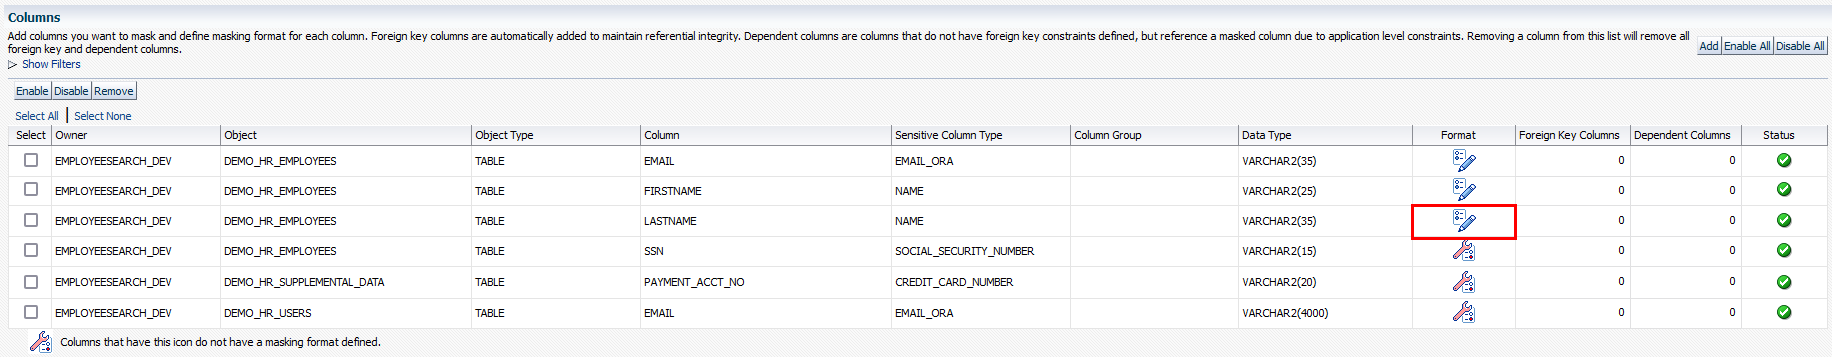 Columns
Add columns you want to mask and define masking format for each column. Foreign key columns are automatically added to maintain referential integrity. Dependent columns are columns that do not have foreign key constraints defined, but reference a masked column due to application level constraints. Removing a column from this list will remove all
foreign key and dependent columns.
Add Enable All Disable All
Show Filters
Enable Disable Remove
Select All | Select None
Select Owner Object Object Type Column Sensitive Column Type Column Group Data Type Format Foreign Key Columns Dependent Columns Status
EMPLOYEESEARCH_DEV DEMO_HR_EMPLOYEES TABLE EMAIL EMAIL_ORA VARCHAR2(35) 0 0
EMPLOYEESEARCH_DEV DEMO_HR_EMPLOYEES TABLE FIRSTNAME NAME VARCHAR2(25) 0 0
EMPLOYEESEARCH_DEV DEMO_HR_EMPLOYEES TABLE LASTNAME NAME VARCHAR2(35) 0 0
EMPLOYEESEARCH_DEV DEMO_HR_EMPLOYEES TABLE SSN SOCIAL_SECURITY_NUMBER VARCHAR2(15) 0 0
EMPLOYEESEARCH_DEV DEMO_HR_SUPPLEMENTAL_DATA TABLE PAYMENT_ACCT_NO CREDIT_CARD_NUMBER VARCHAR2(20) 0 0
EMPLOYEESEARCH_DEV DEMO_HR_USERS TABLE EMAIL EMAIL_ORA VARCHAR2(4000) 0 0
Columns that have this icon do not have a masking format defined.